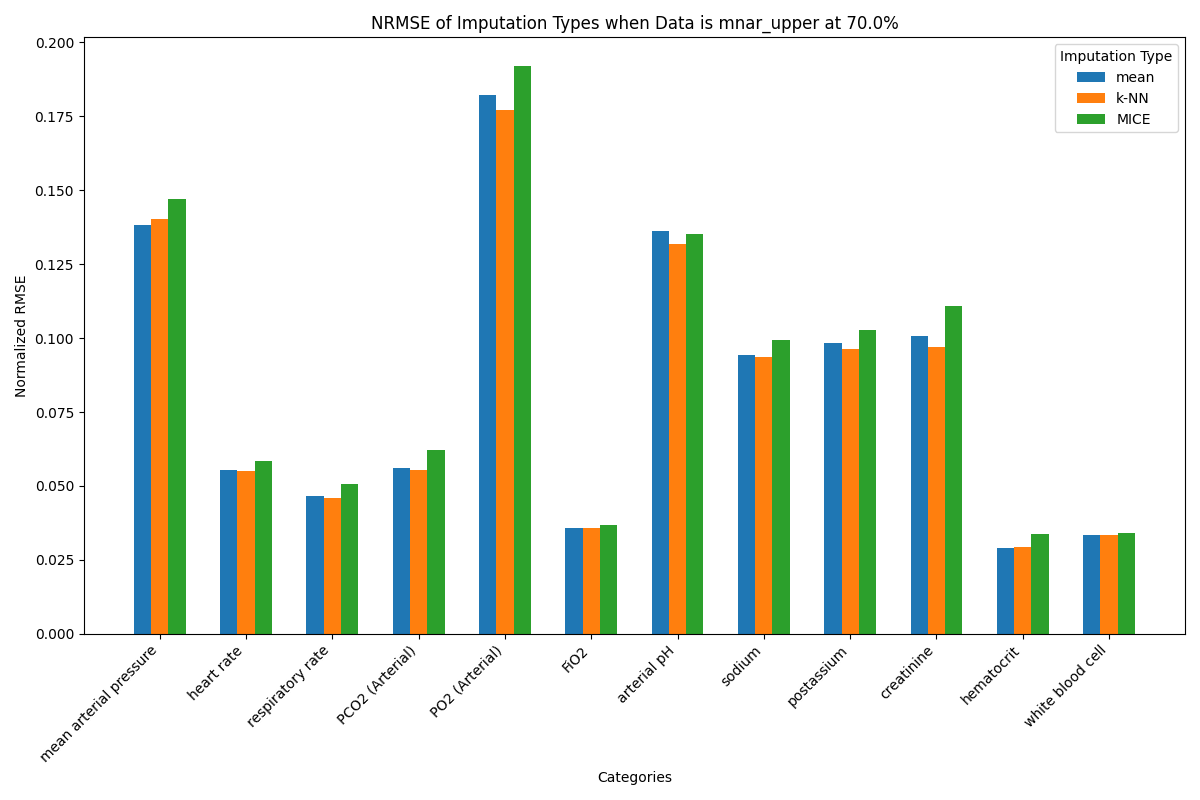 NRMSE of Imputation Types when Data is mnar_upper at 70.0%
Imputation Type
mean
k-NN
MICE
Normalized RMSE
0.200
0.175
0.150
0.125
0.100
0.075
0.050
0.025
0.000
mean arterial pressure
heart rate
respiratory rate
PCO2 (Arterial)
PO2 (Arterial)
FiO2
arterial pH
sodium
postassium
creatinine
hematocrit
white blood cell
Categories